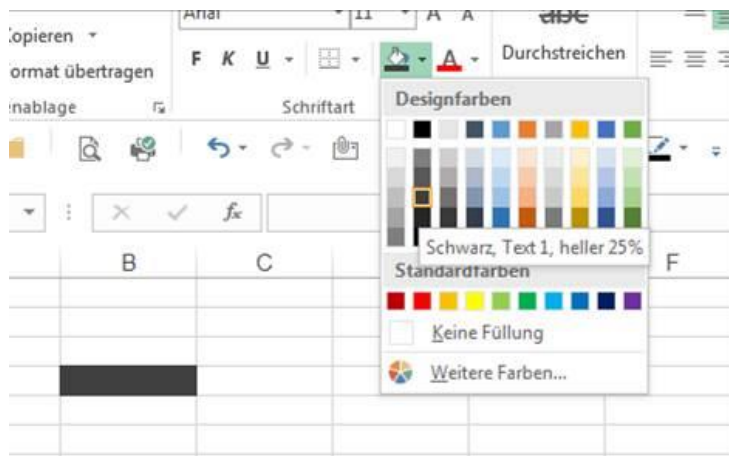 Arial 11 A A abc
Kopieren
Format übertragen
F K U A Durchstreichen
enablage Schriftart
Designfarben
fx
Schwarz, Text 1, heller 25%
B C F
Standardfarben
Keine Füllung
Weitere Farben...